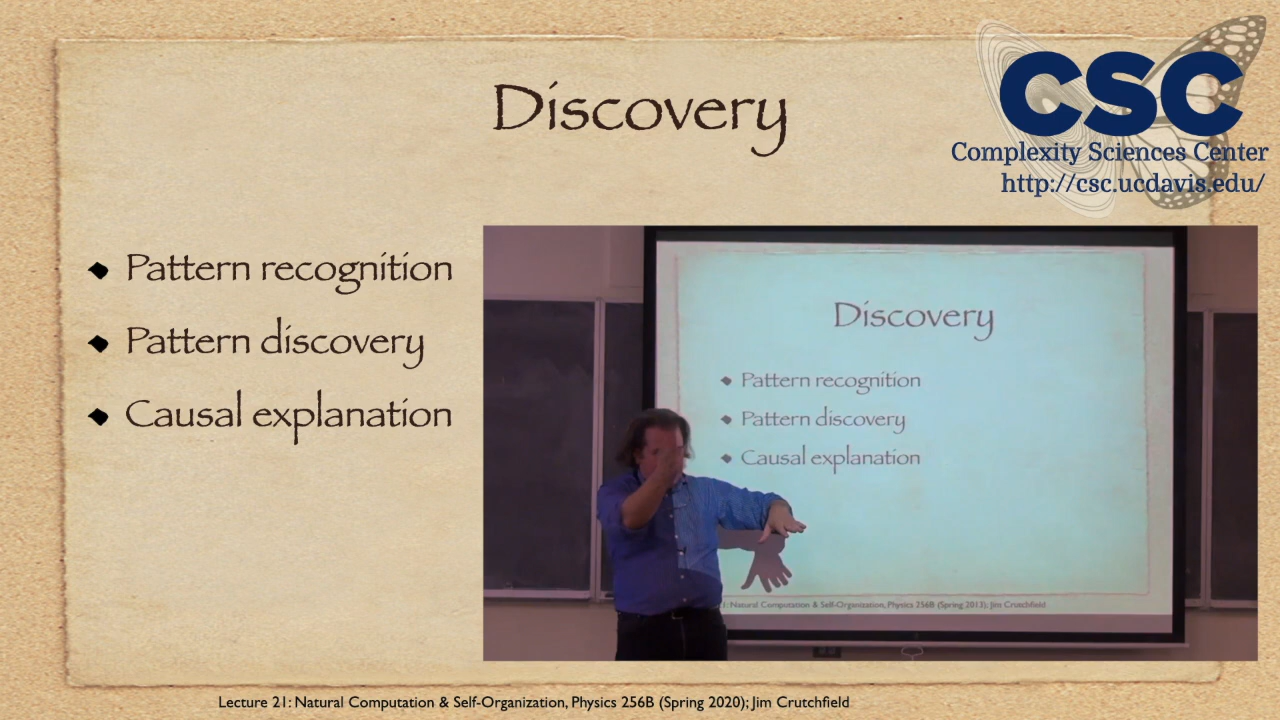 Discovery
CSC
Complexity Sciences Center
http://csc.ucdavis.edu/
Pattern recognition
Pattern discovery
Causal explanation
Discovery
Pattern recognition
Pattern discovery
Causal explanation
1: Natural Computation & Self-Organization, Physics 256B (Spring 2013); Jim Crutchfield
Lecture 21: Natural Computation & Self-Organization, Physics 256B (Spring 2020); Jim Crutchfield